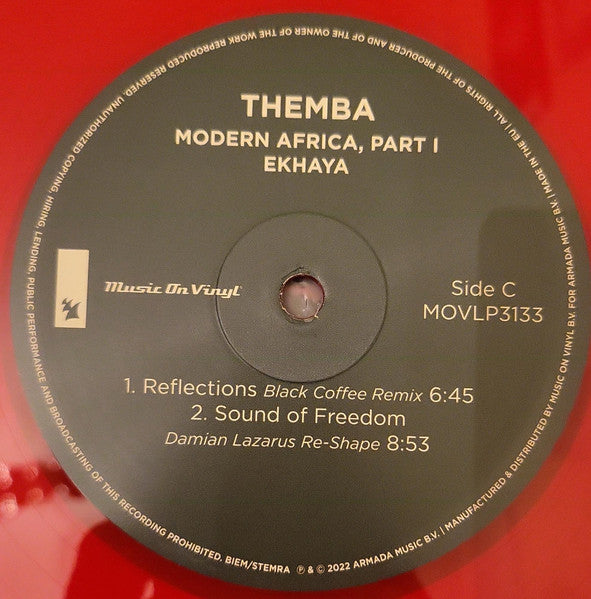 THEMBA
MODERN AFRICA, PART I
EKHAYA
Music On Vinyl
Side C
MOVLP3133
1. Reflections Black Coffee Remix 6:45
2. Sound of Freedom
Damian Lazarus Re-Shape 8:53
ALL RIGHTS OF THE PRODUCER AND OF THE OWNER OF THE WORK REPRODUCED RESERVED. UNAUTHORIZED COPYING, HIRING, LENDING, PUBLIC PERFORMANCE AND BROADCASTING OF THIS RECORDING PROHIBITED. BIEM/STEMRA ℗ & © 2022 ARMADA MUSIC B.V. | MANUFACTURED & DISTRIBUTED BY MUSIC ON VINYL B.V. FOR ARMADA MUSIC B.V. | MADE IN THE EU |